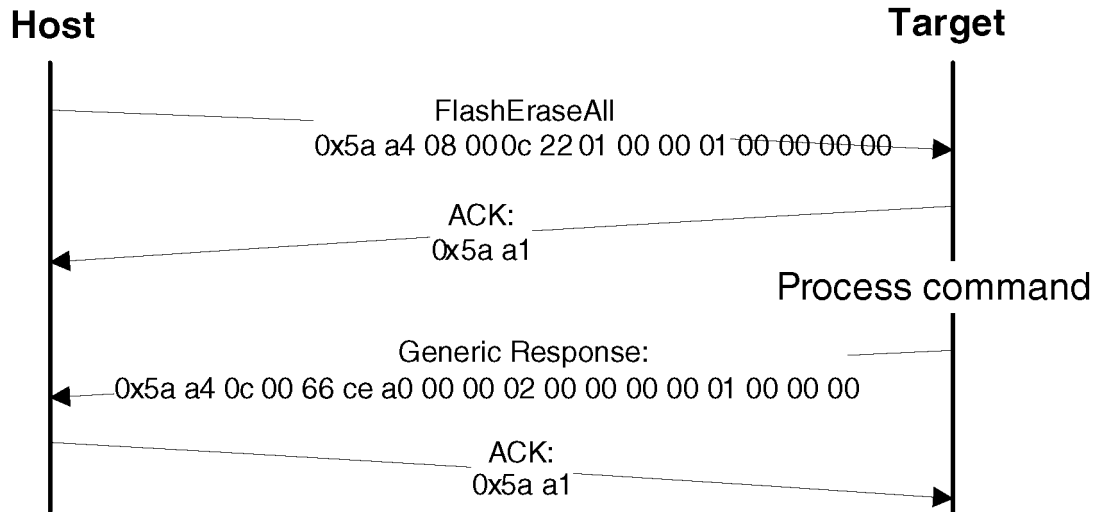 Host
Target
FlashEraseAll
0x5a a4 08 00 0c 22 01 00 00 01 00 00 00 00
ACK:
0x5a a1
Process command
Generic Response:
0x5a a4 0c 00 66 ce a0 00 00 02 00 00 00 00 01 00 00 00
ACK:
0x5a a1